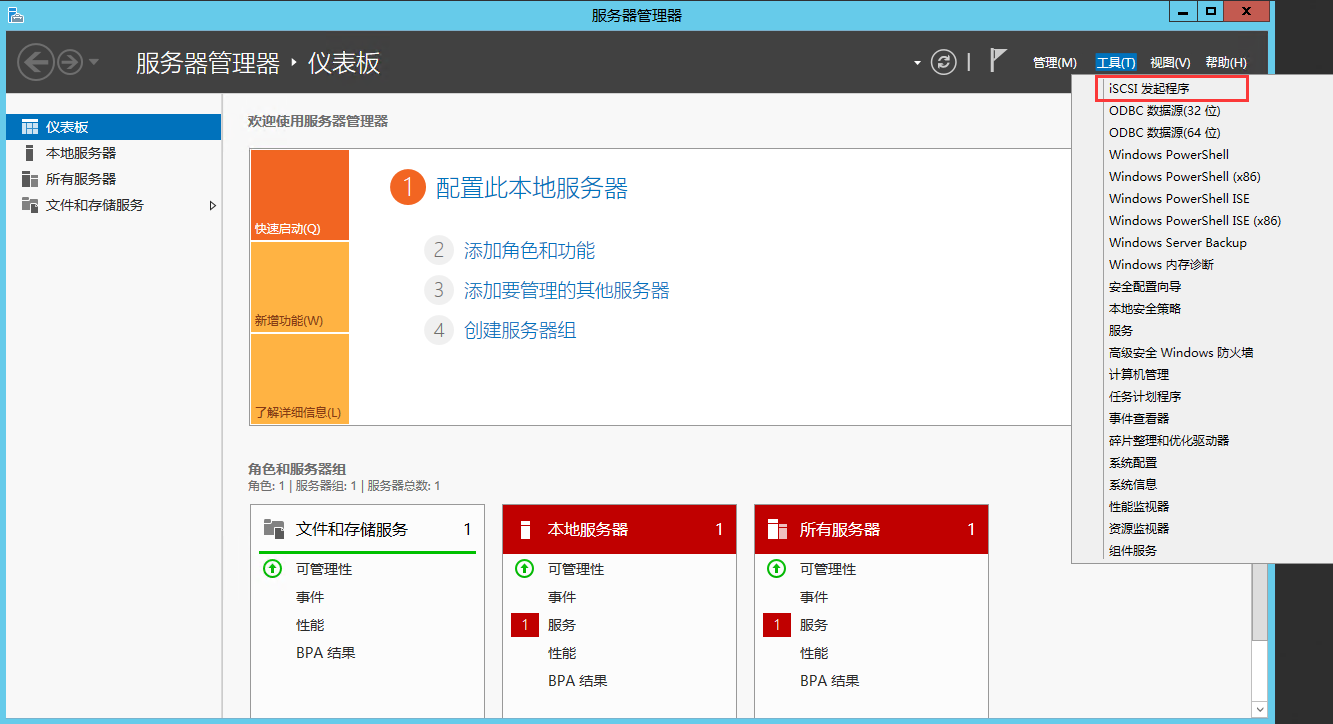 服务器管理器
服务器管理器 · 仪表板
管理(M) 工具(T) 视图(V) 帮助(H)
仪表板
本地服务器
所有服务器
文件和存储服务
欢迎使用服务器管理器
快速启动(Q)
新增功能(W)
了解详细信息(L)
1 配置此本地服务器
2 添加角色和功能
3 添加要管理的其他服务器
4 创建服务器组
角色和服务器组
角色: 1 | 服务器组: 1 | 服务器总数: 1
文件和存储服务 1
可管理性
事件
性能
BPA 结果
本地服务器 1
可管理性
事件
1 服务
性能
BPA 结果
所有服务器 1
可管理性
事件
1 服务
性能
BPA 结果
iSCSI 发起程序
ODBC 数据源(32 位)
ODBC 数据源(64 位)
Windows PowerShell
Windows PowerShell (x86)
Windows PowerShell ISE
Windows PowerShell ISE (x86)
Windows Server Backup
Windows 内存诊断
安全配置向导
本地安全策略
服务
高级安全 Windows 防火墙
计算机管理
任务计划程序
事件查看器
碎片整理和优化驱动器
系统配置
系统信息
性能监视器
资源监视器
组件服务